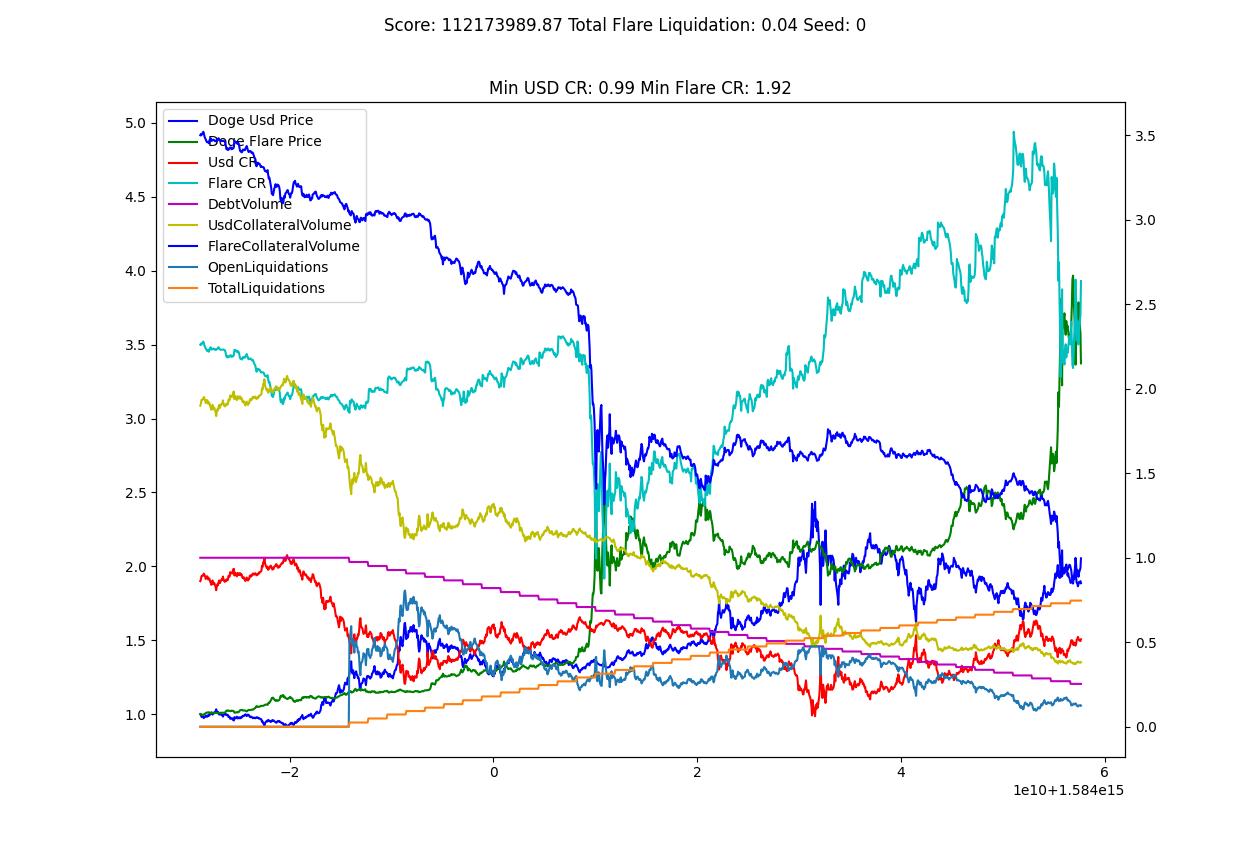 Score: 112173989.87 Total Flare Liquidation: 0.04 Seed: 0
Min USD CR: 0.99 Min Flare CR: 1.92
Doge Usd Price
Doge Flare Price
Usd CR
Flare CR
DebtVolume
UsdCollateralVolume
FlareCollateralVolume
OpenLiquidations
TotalLiquidations
5.0
4.5
4.0
3.5
3.0
2.5
2.0
1.5
1.0
3.5
3.0
2.5
2.0
1.5
1.0
0.5
0.0
−2
0
2
4
6
1e10+1.584e15